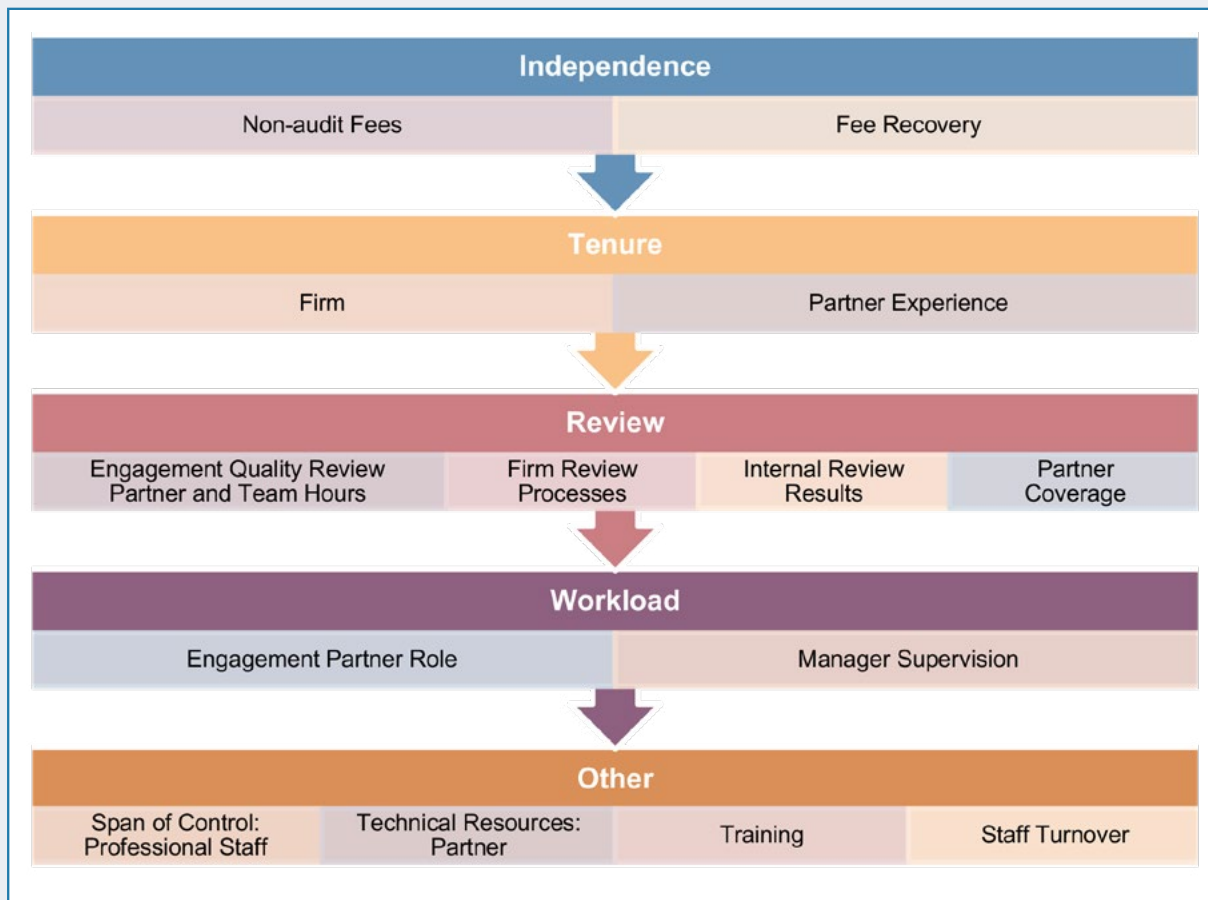 Independence
Non-audit Fees
Fee Recovery
Tenure
Firm
Partner Experience
Review
Engagement Quality Review
Partner and Team Hours
Firm Review
Processes
Internal Review
Results
Partner
Coverage
Workload
Engagement Partner Role
Manager Supervision
Other
Span of Control:
Professional Staff
Technical Resources:
Partner
Training
Staff Turnover